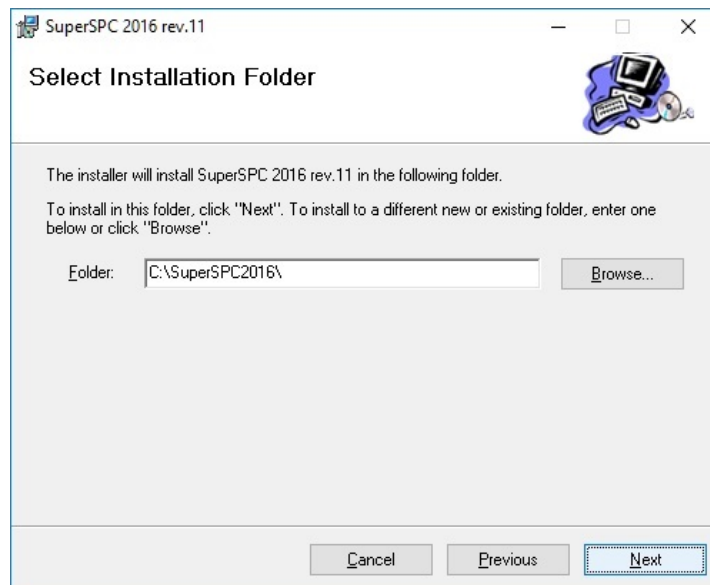 SuperSPC 2016 rev.11
Select Installation Folder
The installer will install SuperSPC 2016 rev.11 in the following folder.
To install in this folder, click "Next". To install to a different new or existing folder, enter one
below or click "Browse".
Folder: C:\SuperSPC2016\ Browse...
Cancel Previous Next